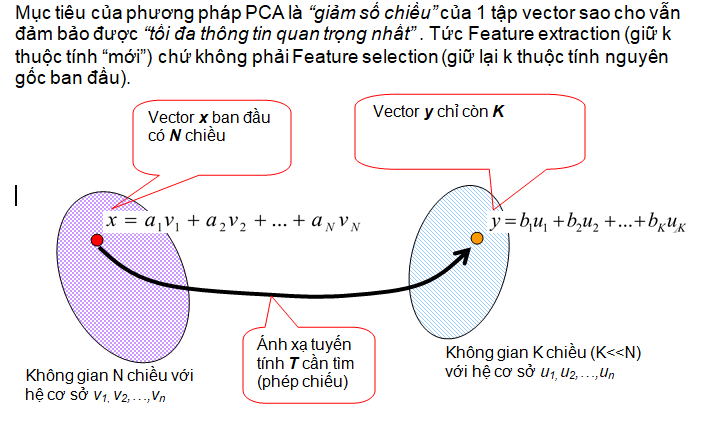 Mục tiêu của phương pháp PCA là “giảm số chiều” của 1 tập vector sao cho vẫn
đảm bảo được “tối đa thông tin quan trọng nhất” . Tức Feature extraction (giữ k
thuộc tính “mới”) chứ không phải Feature selection (giữ lại k thuộc tính nguyên
gốc ban đầu).
Vector x ban đầu
có N chiều
Vector y chỉ còn K
x = a₁v₁ + a₂v₂ + ... + a_N v_N
y = b₁u₁ + b₂u₂ + ... + b_K u_K
Ánh xạ tuyến
tính T cần tìm
(phép chiếu)
Không gian N chiều với
hệ cơ sở v₁, v₂,…,vₙ
Không gian K chiều (K<<N)
với hệ cơ sở u₁, u₂,…,uₙ